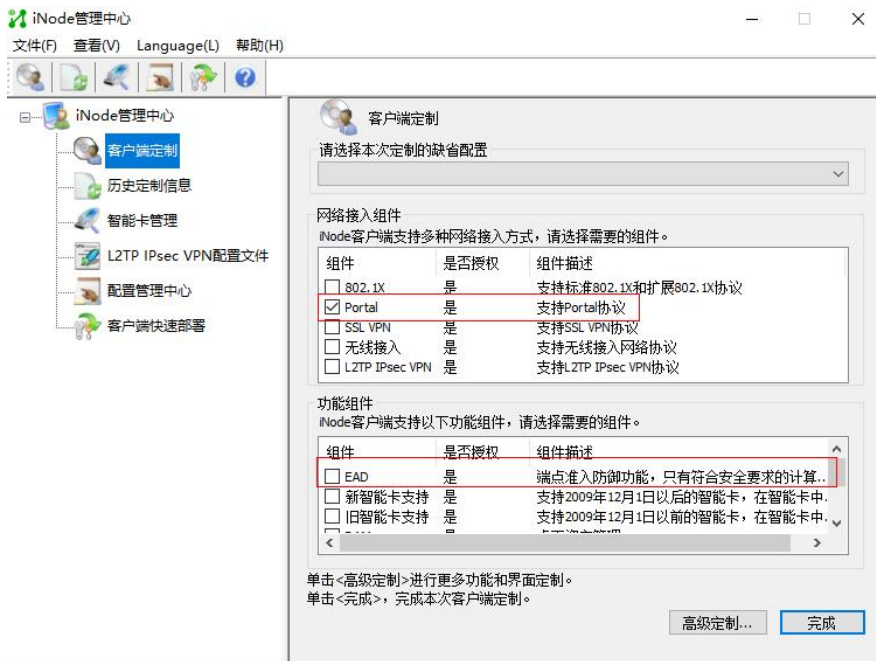 iNode管理中心
文件(F) 查看(V) Language(L) 帮助(H)
iNode管理中心
客户端定制
历史定制信息
智能卡管理
L2TP IPsec VPN配置文件
配置管理中心
客户端快速部署
客户端定制
请选择本次定制的缺省配置
网络接入组件
iNode客户端支持多种网络接入方式，请选择需要的组件。
组件 是否授权 组件描述
802.1X 是 支持标准802.1X和扩展802.1X协议
Portal 是 支持Portal协议
SSL VPN 是 支持SSL VPN协议
无线接入 是 支持无线接入网络协议
L2TP IPsec VPN 是 支持L2TP IPsec VPN协议
功能组件
iNode客户端支持以下功能组件，请选择需要的组件。
组件 是否授权 组件描述
EAD 是 端点准入防御功能，只有符合安全要求的计算...
新智能卡支持 是 支持2009年12月1日以后的智能卡，在智能卡中.
旧智能卡支持 是 支持2009年12月1日以前的智能卡，在智能卡中.
单击<高级定制>进行更多功能和界面定制。
单击<完成>，完成本次客户端定制。
高级定制... 完成